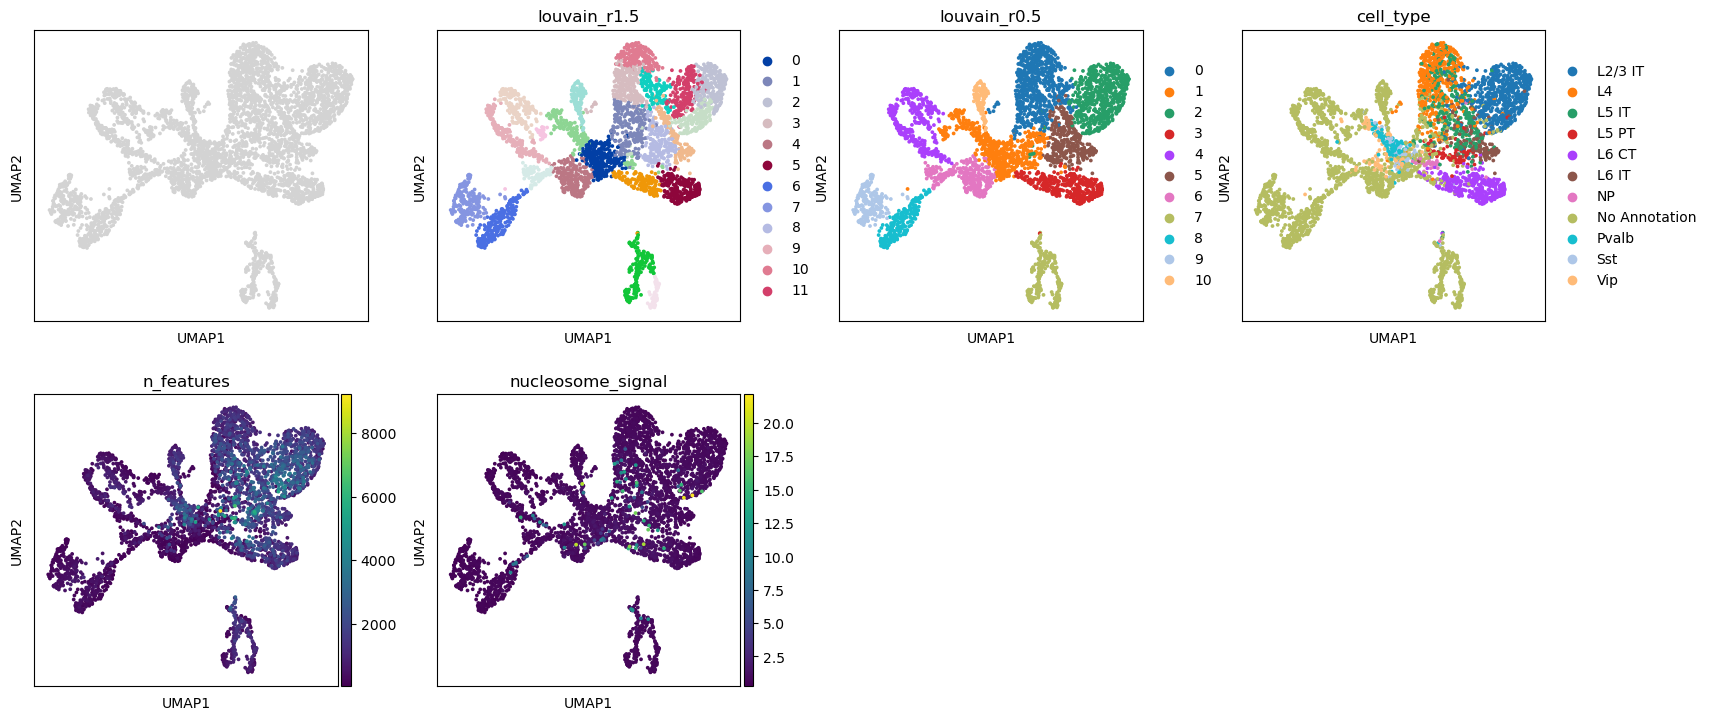 louvain_r1.5
louvain_r0.5
cell_type
UMAP2
UMAP1
UMAP2
UMAP1
0
1
2
3
4
5
6
7
8
9
10
11
UMAP2
UMAP1
0
1
2
3
4
5
6
7
8
9
10
UMAP2
UMAP1
L2/3 IT
L4
L5 IT
L5 PT
L6 CT
L6 IT
NP
No Annotation
Pvalb
Sst
Vip
n_features
UMAP2
UMAP1
8000
6000
4000
2000
nucleosome_signal
UMAP2
UMAP1
20.0
17.5
15.0
12.5
10.0
7.5
5.0
2.5